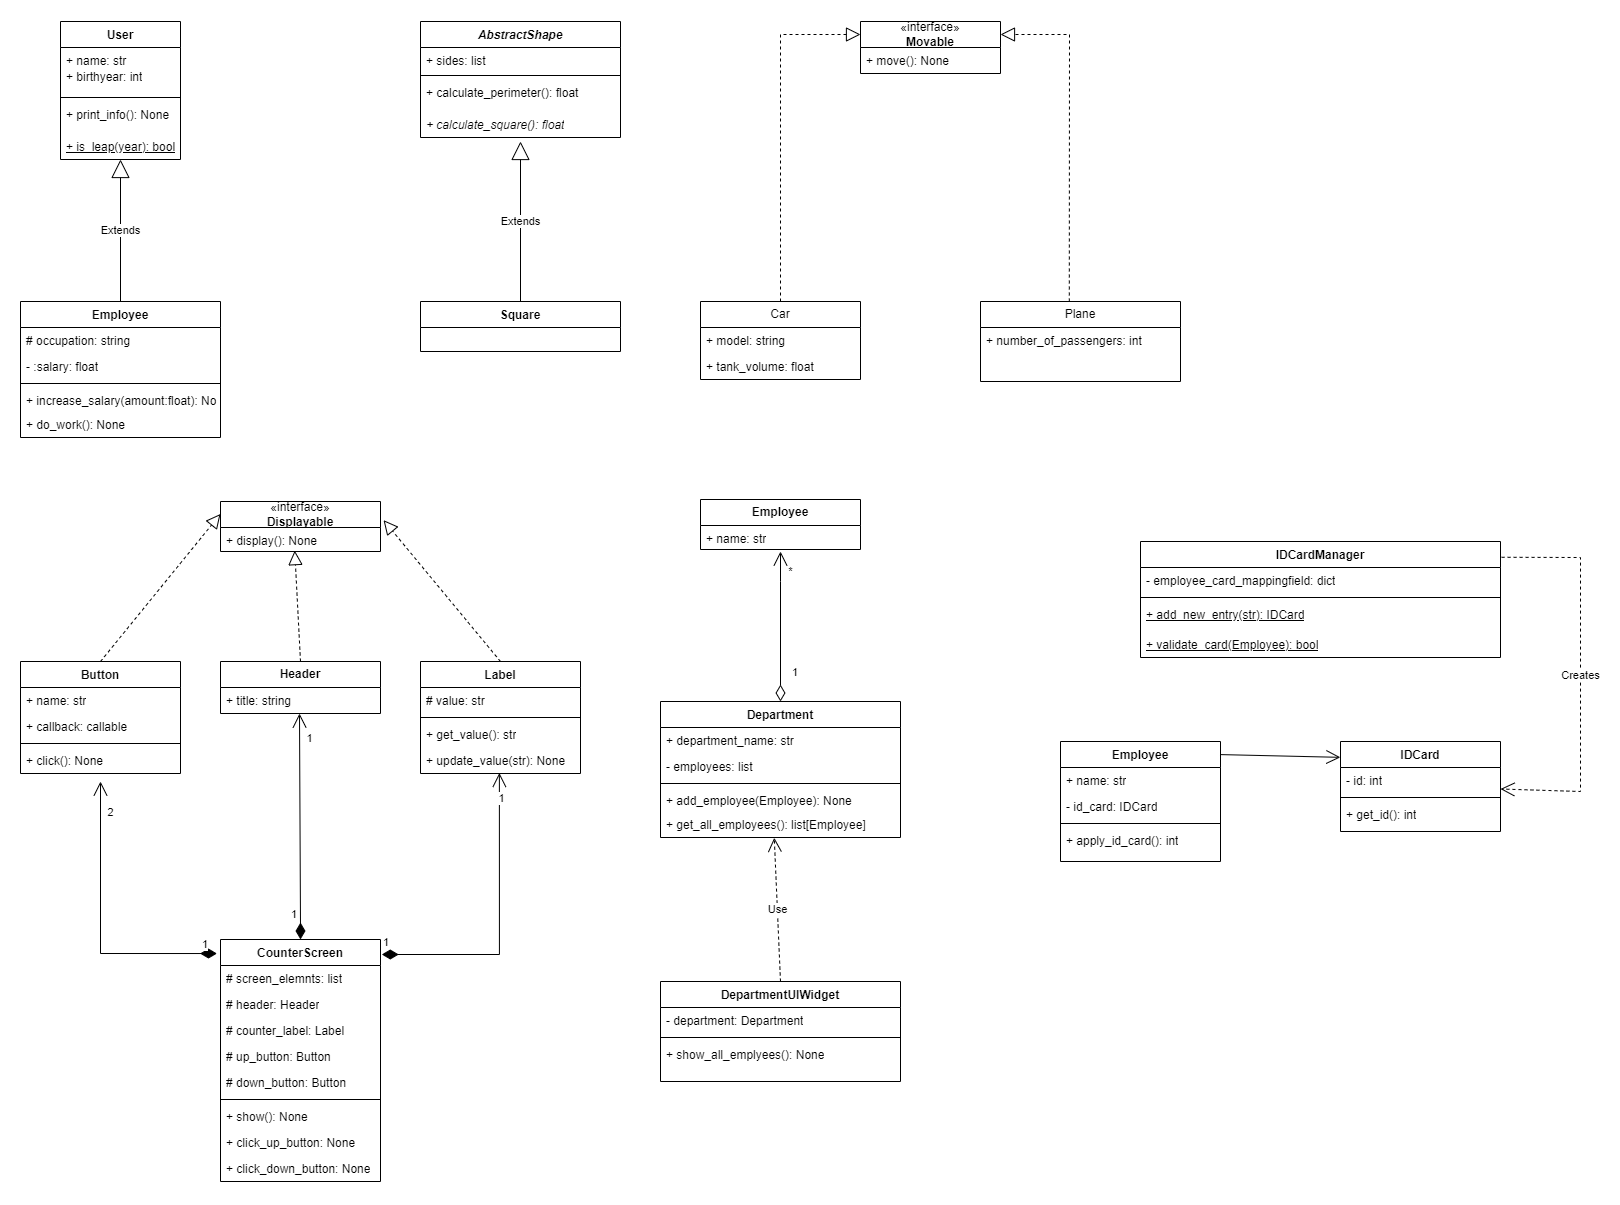 User
+ name: str
+ birthyear: int
+ print_info(): None
+ is_leap(year): bool
Extends
Employee
# occupation: string
- :salary: float
+ increase_salary(amount:float): No
+ do_work(): None
AbstractShape
+ sides: list
+ calculate_perimeter(): float
+ calculate_square(): float
Extends
Square
«interface»
Movable
+ move(): None
Car
+ model: string
+ tank_volume: float
Plane
+ number_of_passengers: int
«interface»
Displayable
+ display(): None
Button
+ name: str
+ callback: callable
+ click(): None
Header
+ title: string
Label
# value: str
+ get_value(): str
+ update_value(str): None
2
1
1
1
1
1
CounterScreen
# screen_elemnts: list
# header: Header
# counter_label: Label
# up_button: Button
# down_button: Button
+ show(): None
+ click_up_button: None
+ click_down_button: None
Employee
+ name: str
*
1
Department
+ department_name: str
- employees: list
+ add_employee(Employee): None
+ get_all_employees(): list[Employee]
Use
DepartmentUIWidget
- department: Department
+ show_all_emplyees(): None
IDCardManager
- employee_card_mappingfield: dict
+ add_new_entry(str): IDCard
+ validate_card(Employee): bool
Creates
Employee
+ name: str
- id_card: IDCard
+ apply_id_card(): int
IDCard
- id: int
+ get_id(): int